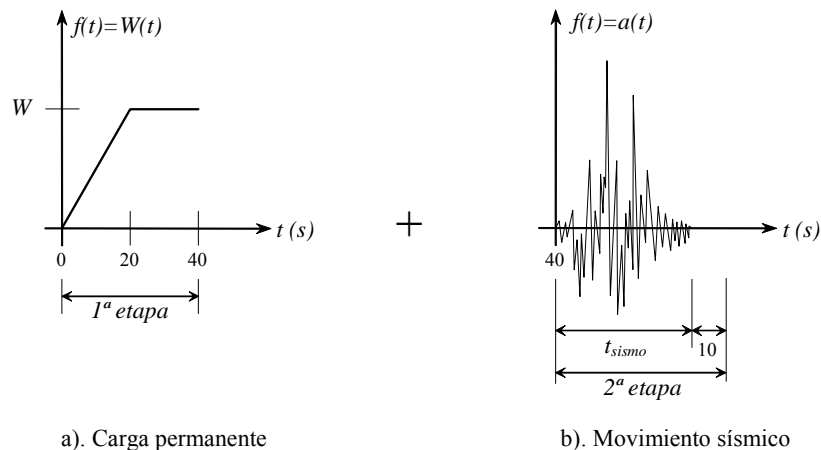 f(t)=W(t)
W
t (s)
0
20
40
1ª etapa
a). Carga permanente
+
f(t)=a(t)
t (s)
40
t_sismo
10
2ª etapa
b). Movimiento sísmico